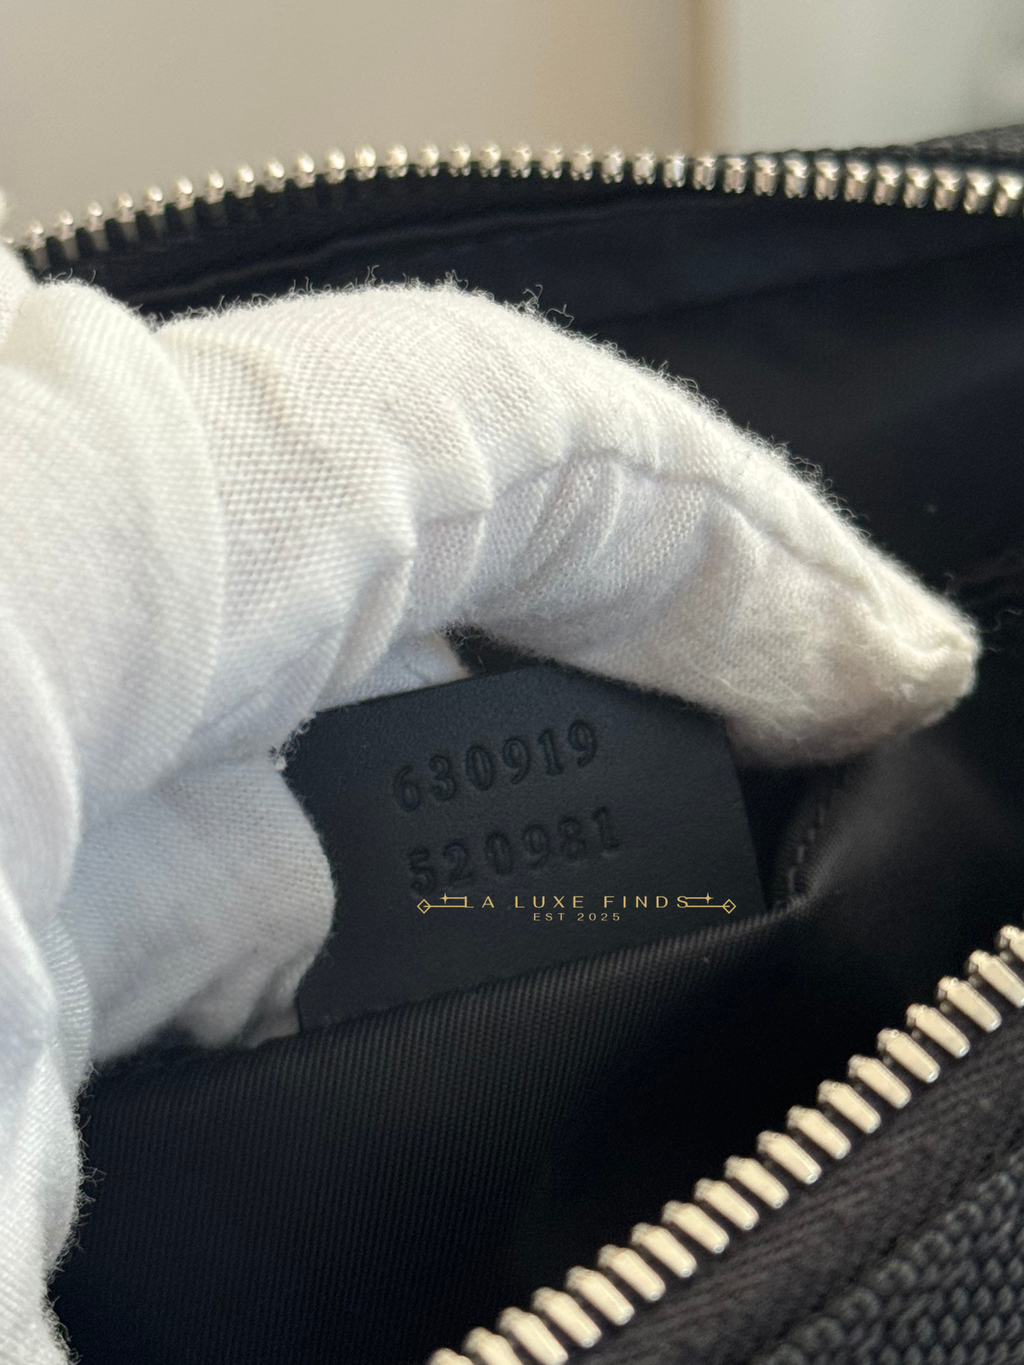 630919
520981
LA LUXE FINDS
EST 2025